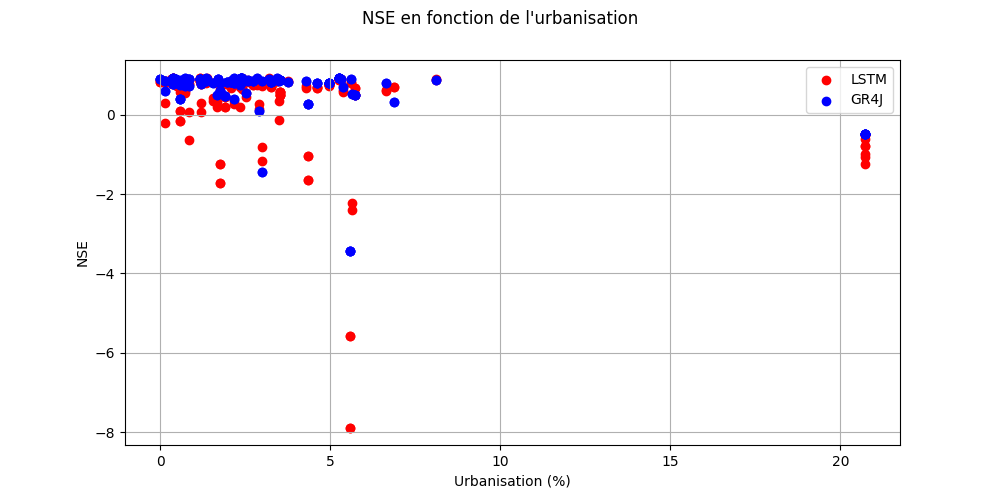 NSE en fonction de l'urbanisation
LSTM
GR4J
0
−2
−4
−6
−8
NSE
0 5 10 15 20
Urbanisation (%)